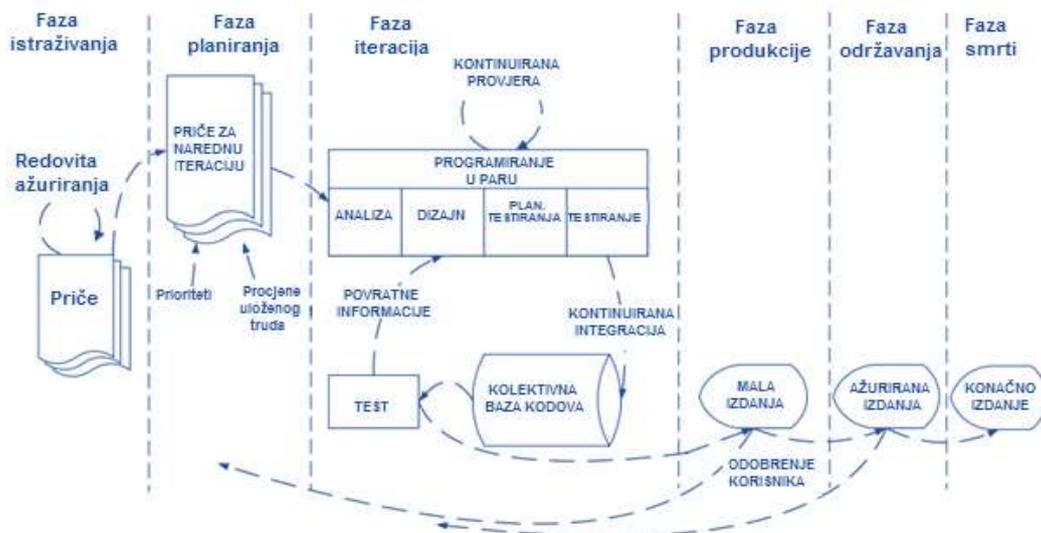 Faza
istraživanja
Faza
planiranja
Faza
iteracija
Faza
produkcije
Faza
održavanja
Faza
smrti
Redovita
ažuriranja
Priče
PRIČE ZA
NAREDNU
ITERACIJU
Prioriteti
Procjene
uloženog
truda
KONTINUIRANA
PROVJERA
PROGRAMIRANJE
U PARU
ANALIZA
DIZAJN
PLAN.
TESTIRANJA
TESTIRANJE
POVRATNE
INFORMACIJE
KONTINUIRANA
INTEGRACIJA
TEST
KOLEKTIVNA
BAZA KODOVA
MALA
IZDANJA
AŽURIRANA
IZDANJA
KONAČNO
IZDANJE
ODOBRENJE
KORISNIKA